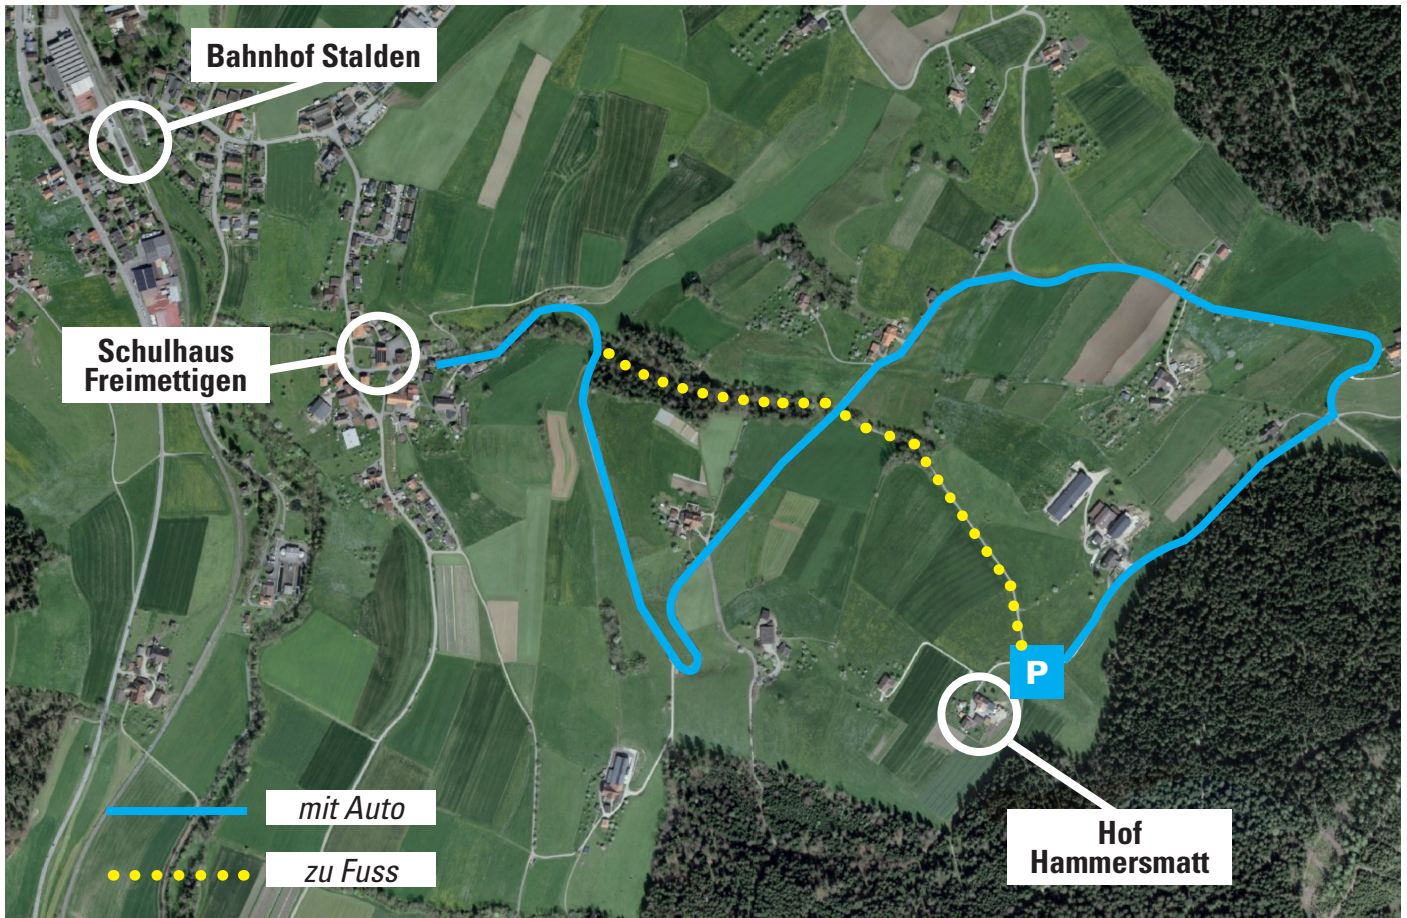 Bahnhof Stalden
Schulhaus
Freimettigen
P
Hof
Hammersmatt
mit Auto
zu Fuss